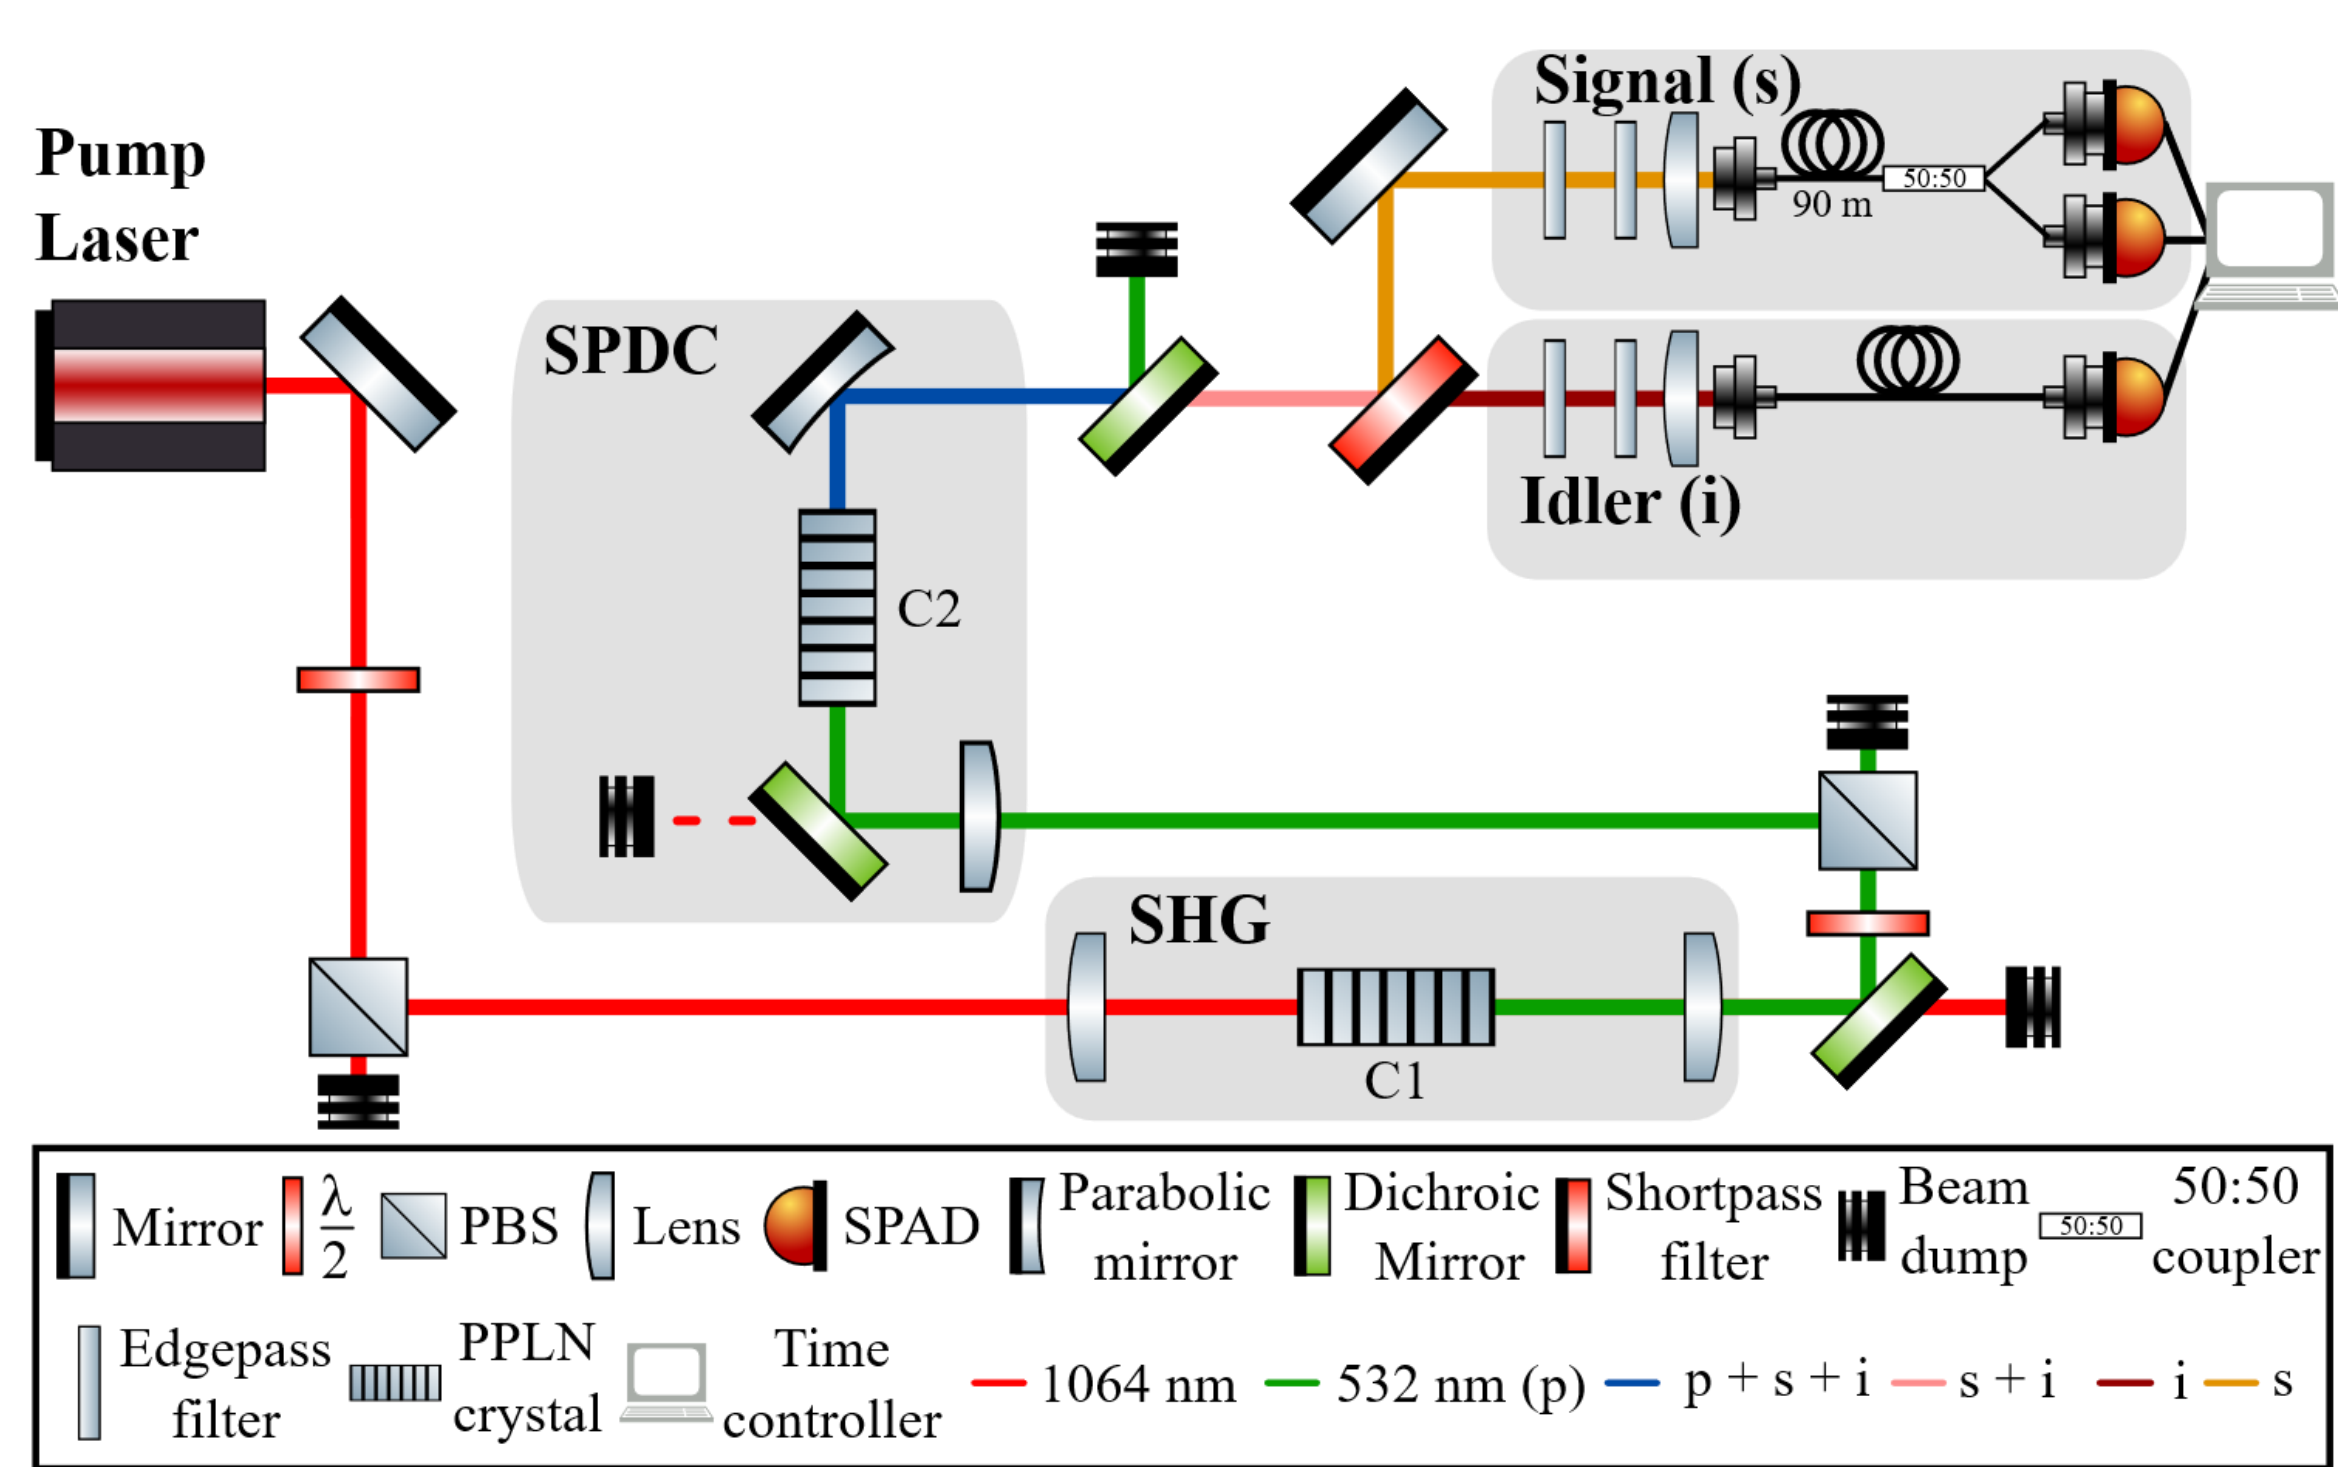 Pump
Laser
Signal (s)
90 m
50:50
SPDC
Idler (i)
C2
SHG
C1
Mirror
λ
2
PBS
Lens
SPAD
Parabolic
mirror
Dichroic
Mirror
Shortpass
filter
Beam
dump
50:50
50:50
coupler
Edgepass
filter
PPLN
crystal
Time
controller
1064 nm
532 nm (p)
p + s + i
s + i
i
s